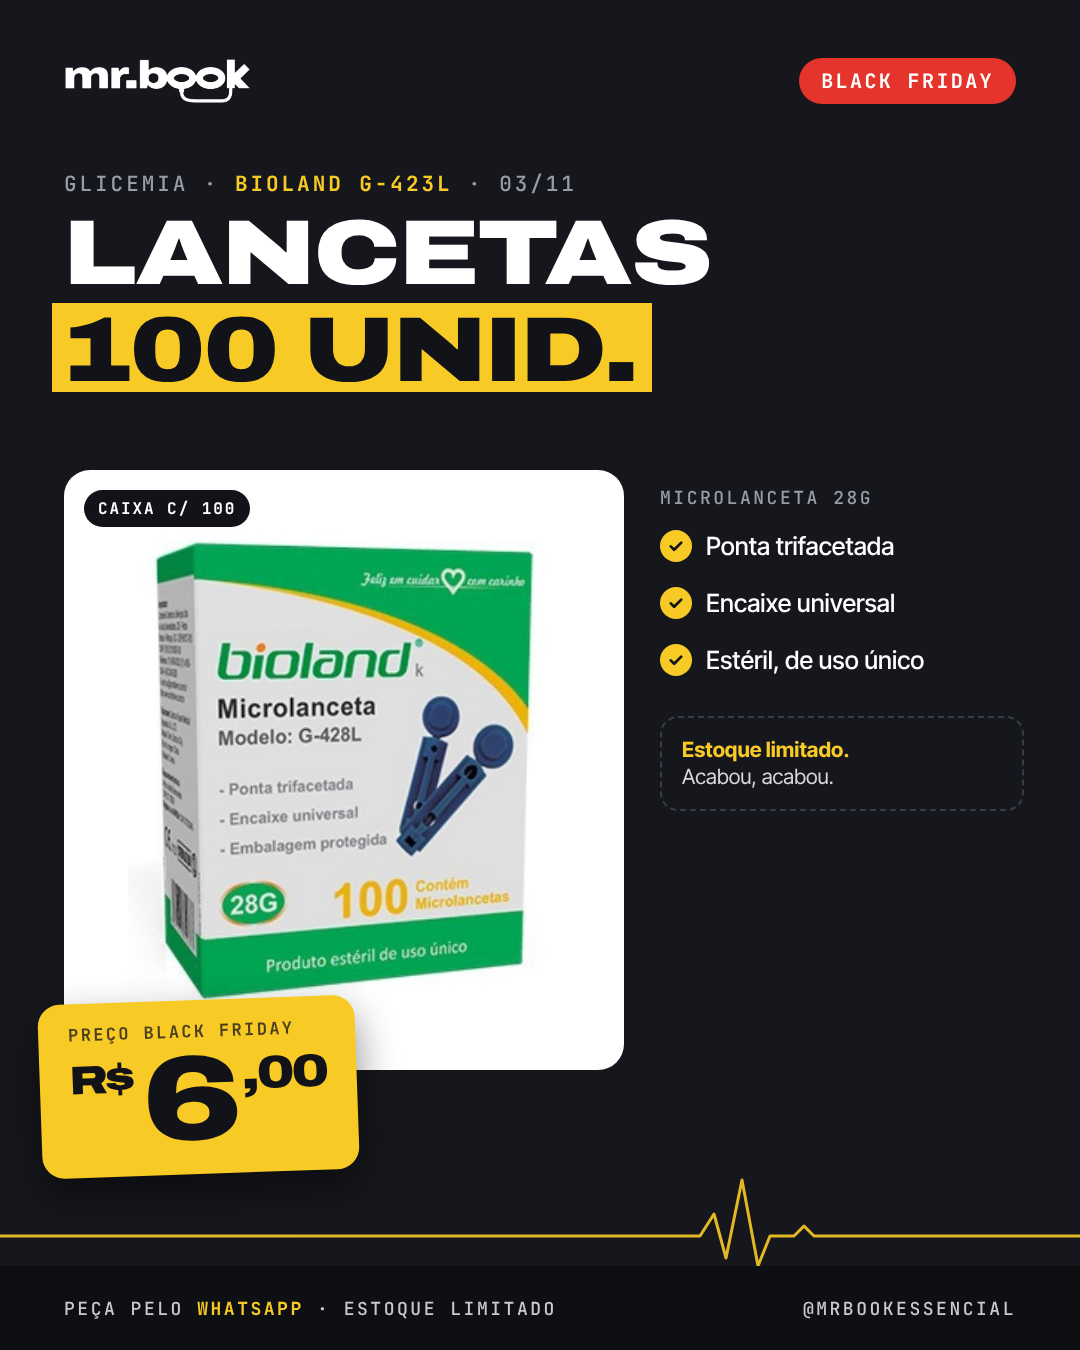 mr.book
BLACK FRIDAY
GLICEMIA · BIOLAND G-423L · 03/11
LANCETAS
100 UNID.
CAIXA C/ 100
Feliz em cuidar com carinho
bioland®
k
Microlanceta
Modelo: G-428L
- Ponta trifacetada
- Encaixe universal
- Embalagem protegida
28G
100 Contém
Microlancetas
Produto estéril de uso único
MICROLANCETA 28G
Ponta trifacetada
Encaixe universal
Estéril, de uso único
Estoque limitado.
Acabou, acabou.
PREÇO BLACK FRIDAY
R$ 6,00
PEÇA PELO WHATSAPP · ESTOQUE LIMITADO
@MRBOOKESSENCIAL